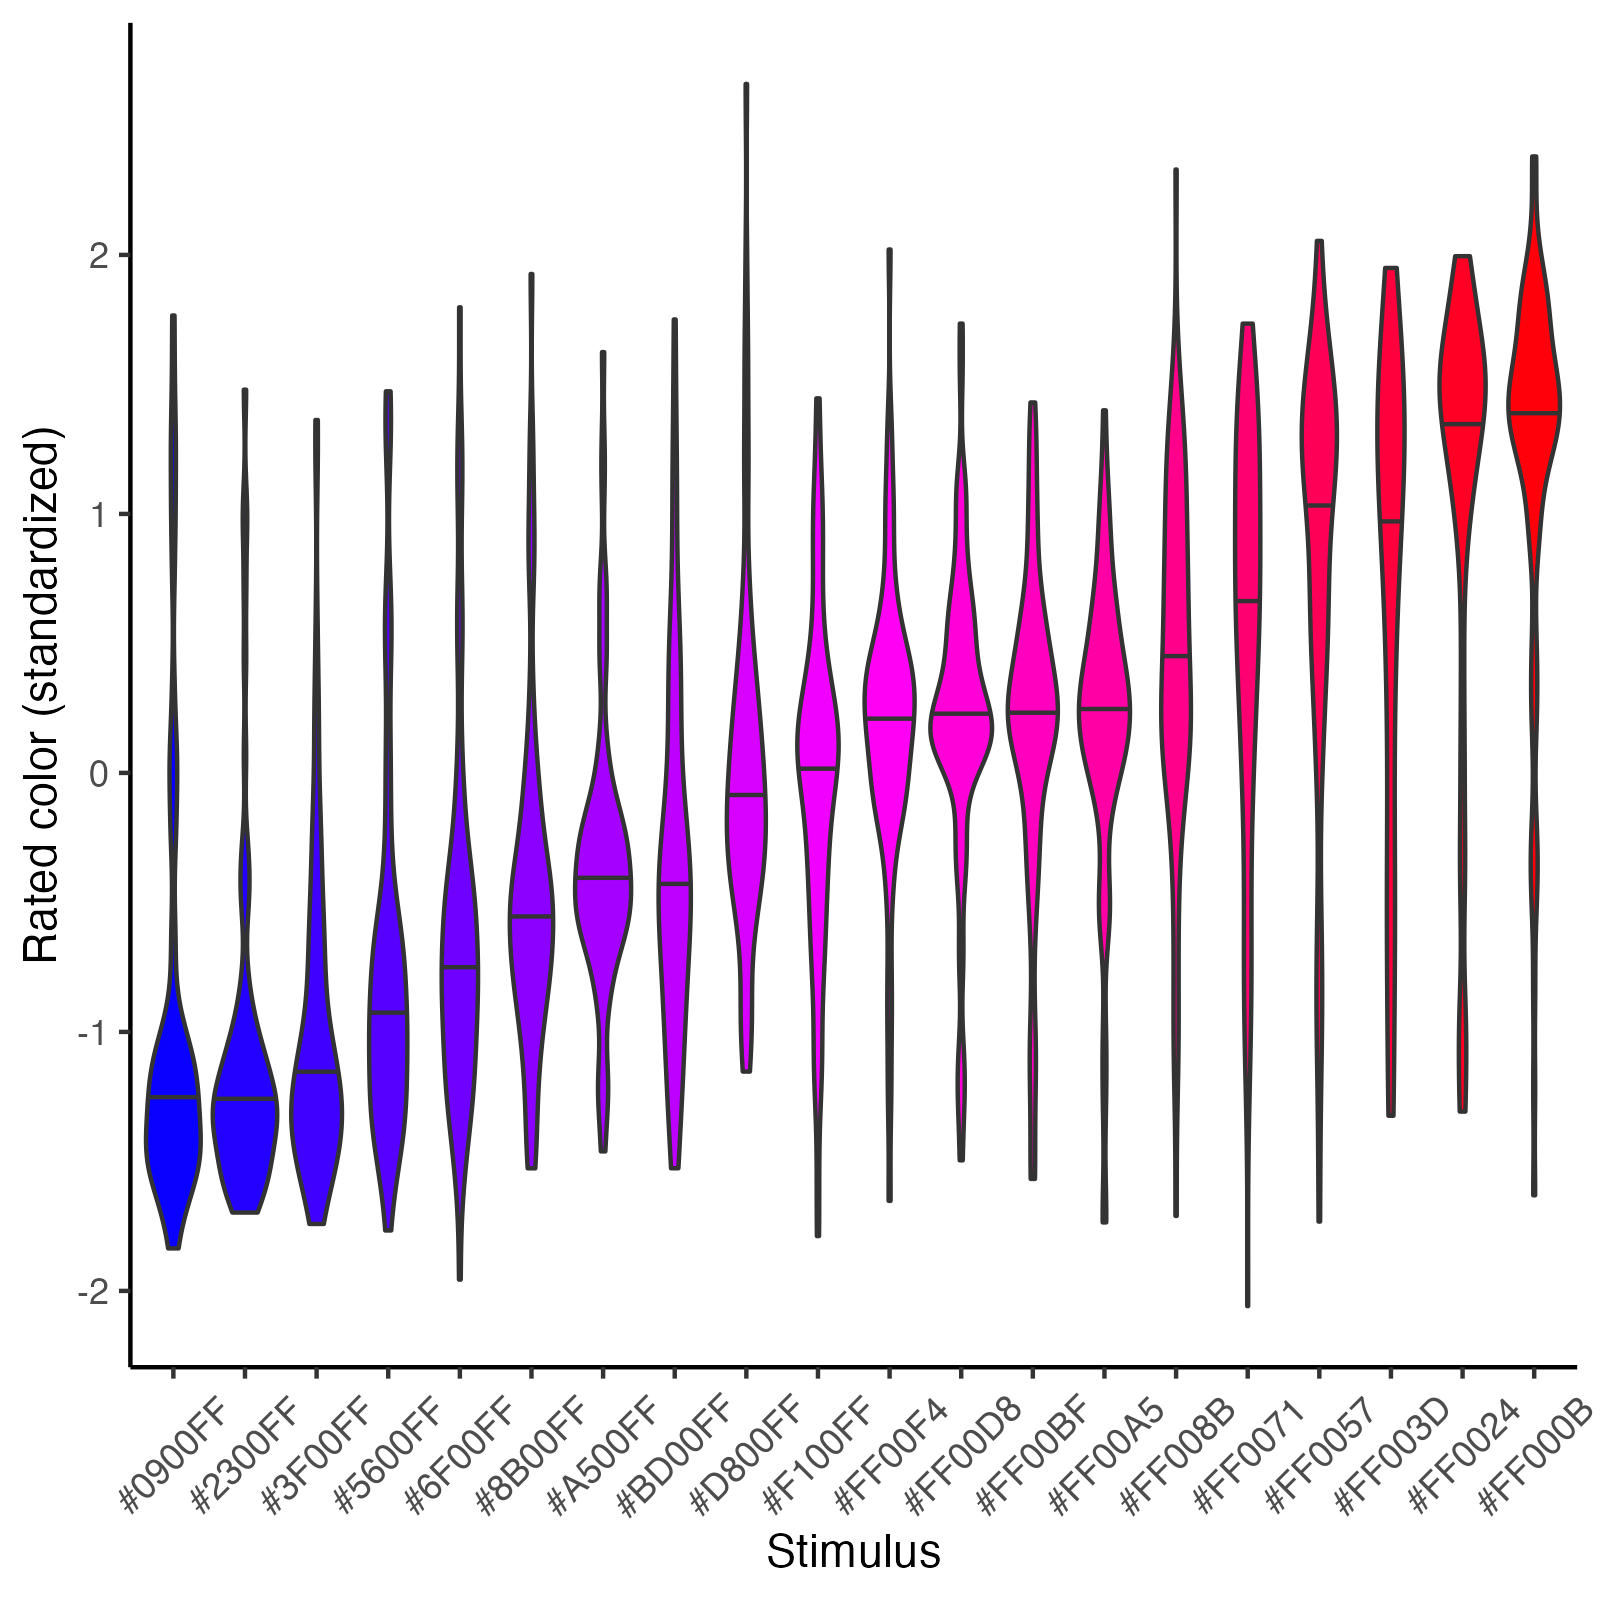 Rated color (standardized)
2
1
0
-1
-2
#0900FF
#2300FF
#3F00FF
#5600FF
#6F00FF
#8B00FF
#A500FF
#BD00FF
#D800FF
#F100FF
#FF00F4
#FF00D8
#FF00BF
#FF00A5
#FF008B
#FF0071
#FF0057
#FF003D
#FF0024
#FF000B
Stimulus